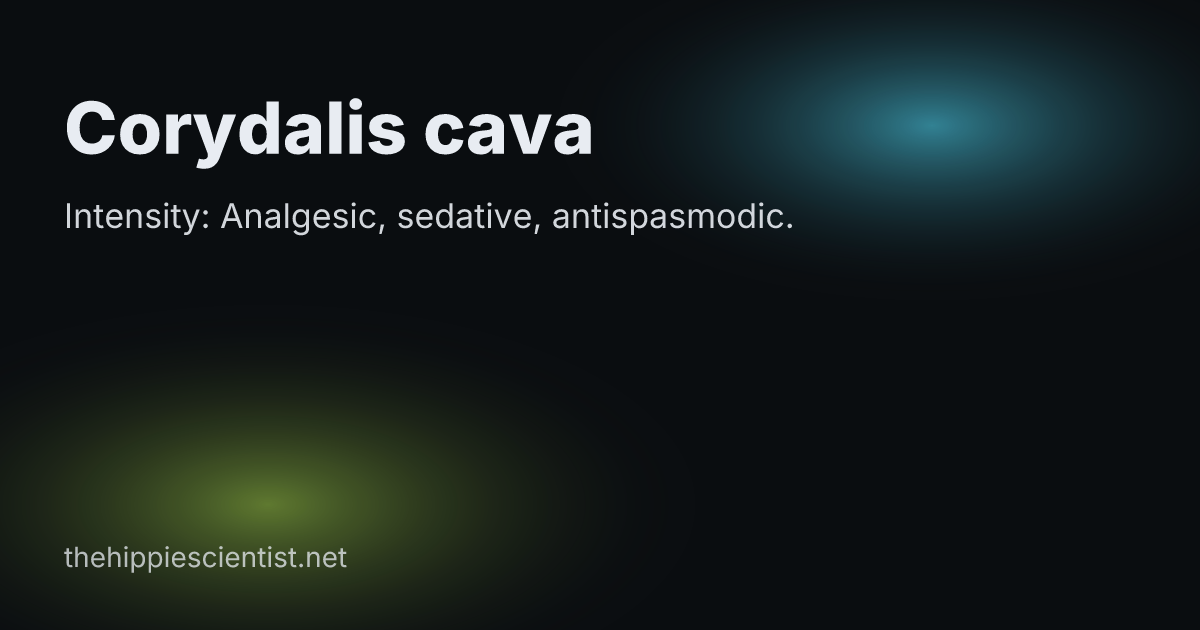 Corydalis cava
Intensity: Analgesic, sedative, antispasmodic.
thehippiescientist.net